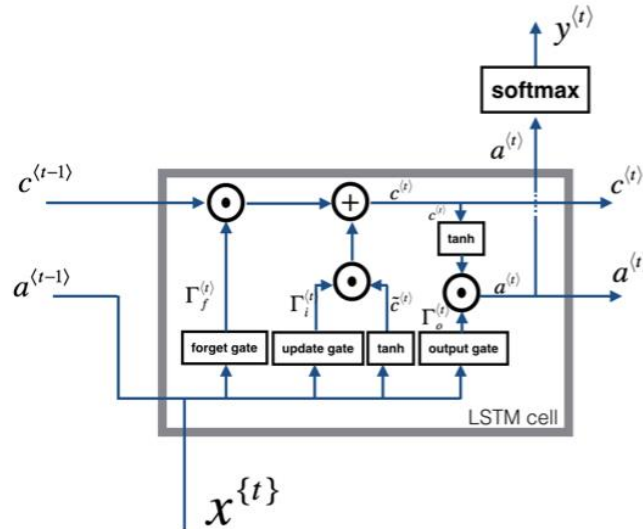 y⟨t⟩
softmax
a⟨t⟩
c⟨t-1⟩
c⟨t⟩
c⟨t⟩
c⟨t⟩
tanh
a⟨t-1⟩
Γf⟨t⟩
Γi⟨t
c̃⟨t⟩
Γo⟨t⟩
a⟨t⟩
a⟨t
forget gate
update gate
tanh
output gate
LSTM cell
x{t}